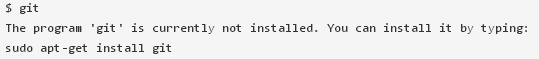 $ git
The program 'git' is currently not installed. You can install it by typing:
sudo apt-get install git